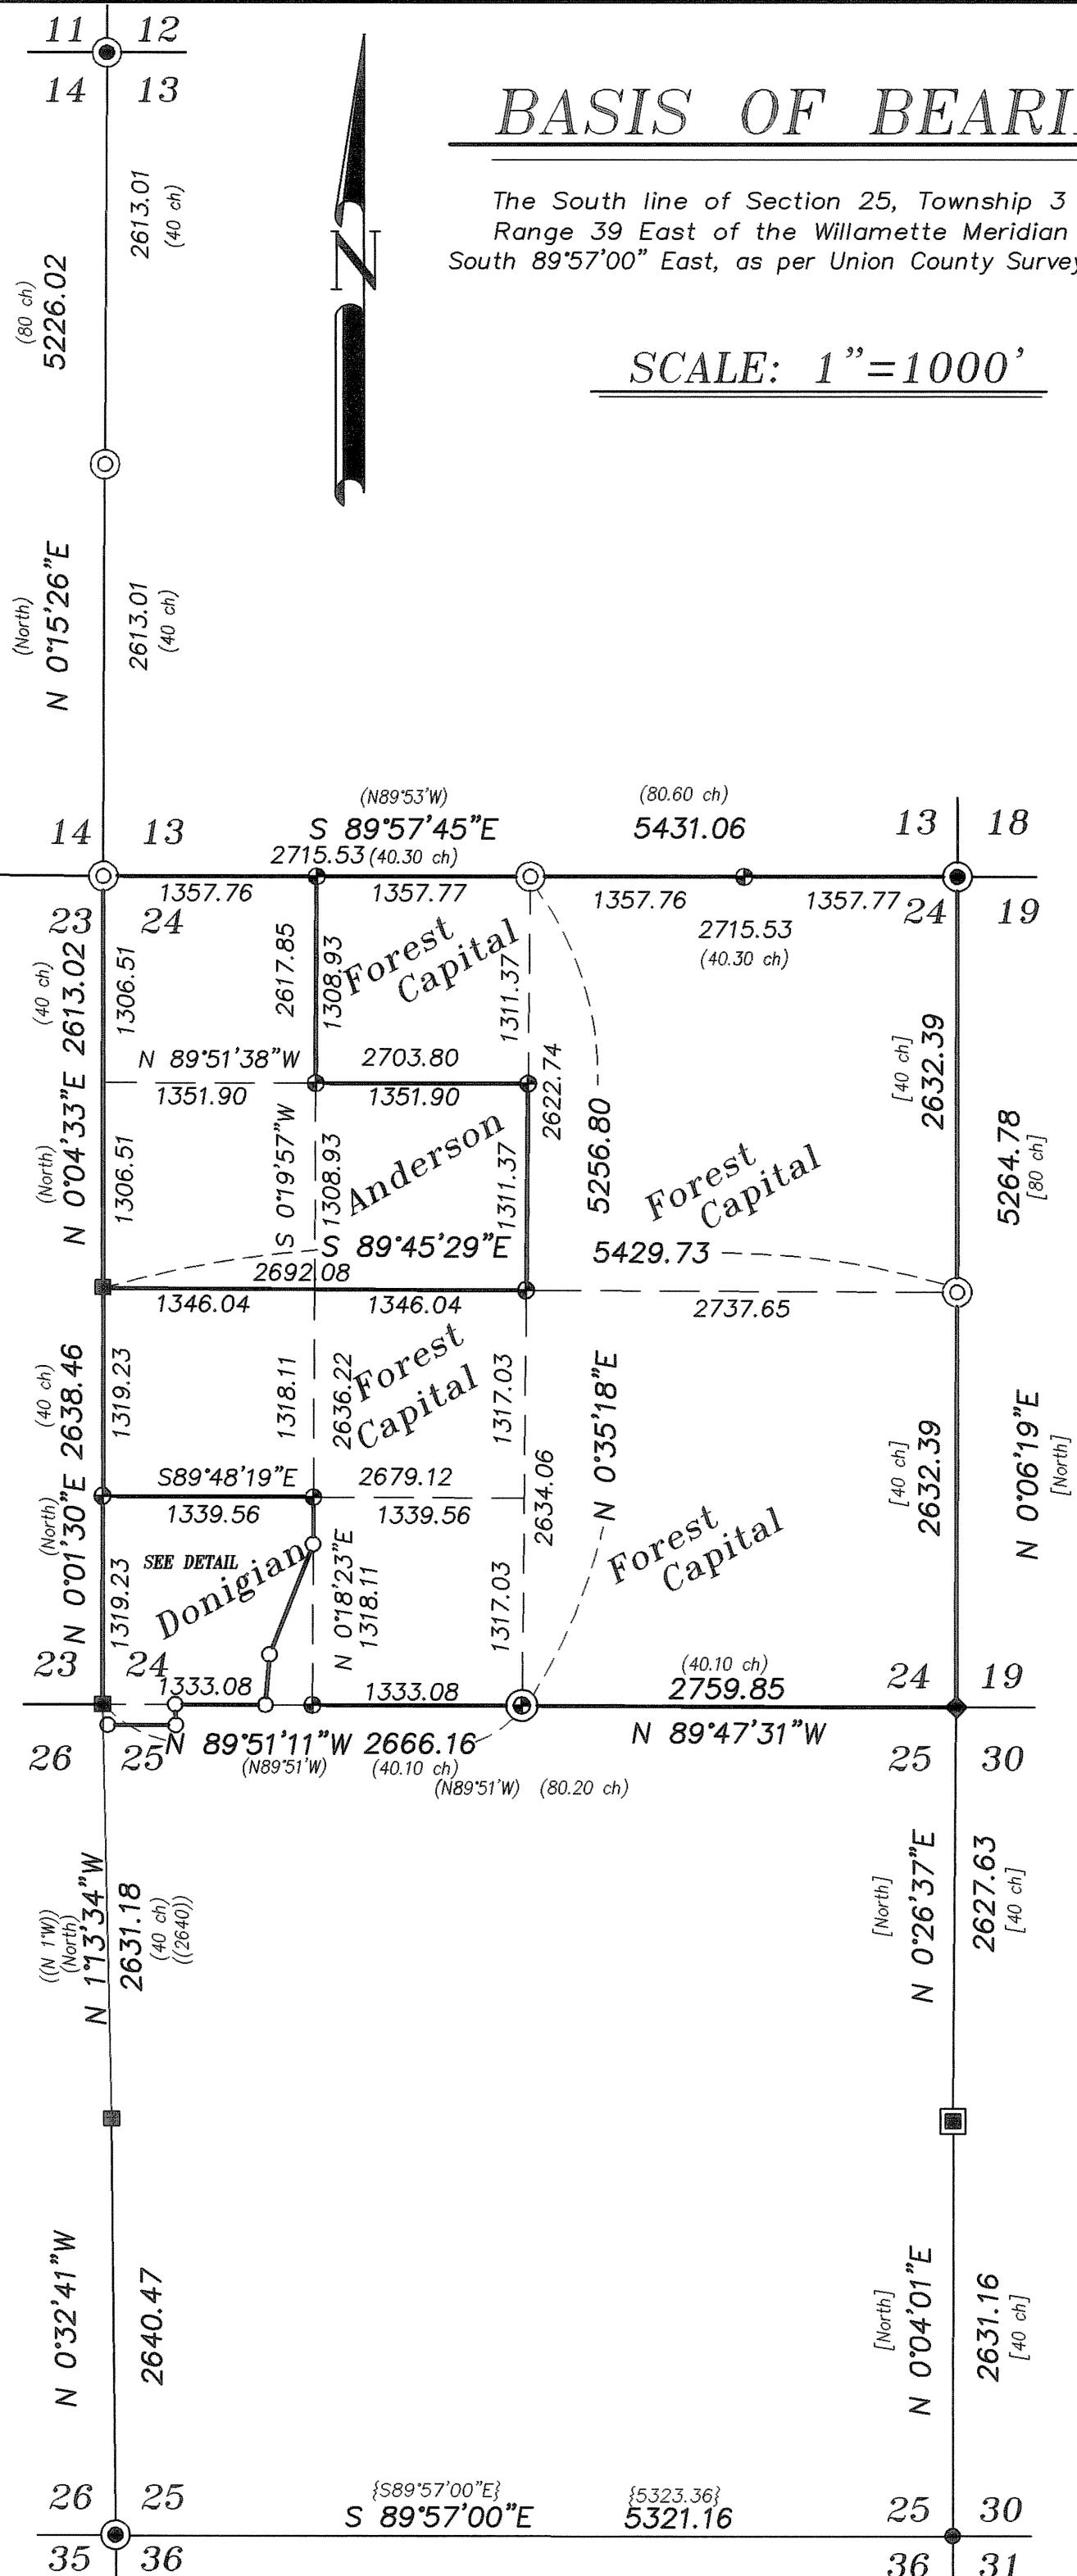 11 12
14 13
BASIS OF BEARI
The South line of Section 25, Township 3
Range 39 East of the Willamette Meridian
South 89°57'00" East, as per Union County Survey
SCALE: 1"=1000'
N
2613.01
(40 ch)
(80 ch)
5226.02
(North)
N 0°15'26"E
2613.01
(40 ch)
(N89°53'W)
(80.60 ch)
14 13
S 89°57'45"E
5431.06
13 18
2715.53 (40.30 ch)
1357.76
1357.77
1357.76
1357.77
23 24
24 19
2715.53
(40.30 ch)
(40 ch)
2613.02
1306.51
2617.85
1308.93
Forest
Capital
1311.37
[40 ch]
2632.39
N 89°51'38"W
2703.80
1351.90
1351.90
2622.74
(North)
N 0°04'33"E
1306.51
S 0°19'57"W
1308.93
Anderson
1311.37
5256.80
Forest
Capital
5264.78
[80 ch]
S 89°45'29"E
5429.73
2692.08
1346.04
1346.04
2737.65
(40 ch)
2638.46
1319.23
1318.11
2636.22
Forest
Capital
1317.03
N 0°35'18"E
[40 ch]
2632.39
N 0°06'19"E
[North]
S89°48'19"E
2679.12
1339.56
1339.56
2634.06
(North)
N 0°01'30"E
1319.23
SEE DETAIL
Donigian
N 0°18'23"E
1318.11
1317.03
Forest
Capital
23 24
1333.08
1333.08
(40.10 ch)
2759.85
24 19
26 25
N 89°51'11"W 2666.16
N 89°47'31"W
25 30
(N89°51'W)
(40.10 ch)
(N89°51'W) (80.20 ch)
((N 1°W))
(North)
N 1°13'34"W
2631.18
(40 ch)
((2640))
[North]
N 0°26'37"E
2627.63
[40 ch]
N 0°32'41"W
2640.47
[North]
N 0°04'01"E
2631.16
[40 ch]
26 25
{S89°57'00"E}
{5323.36}
S 89°57'00"E
5321.16
25 30
35 36
36 31